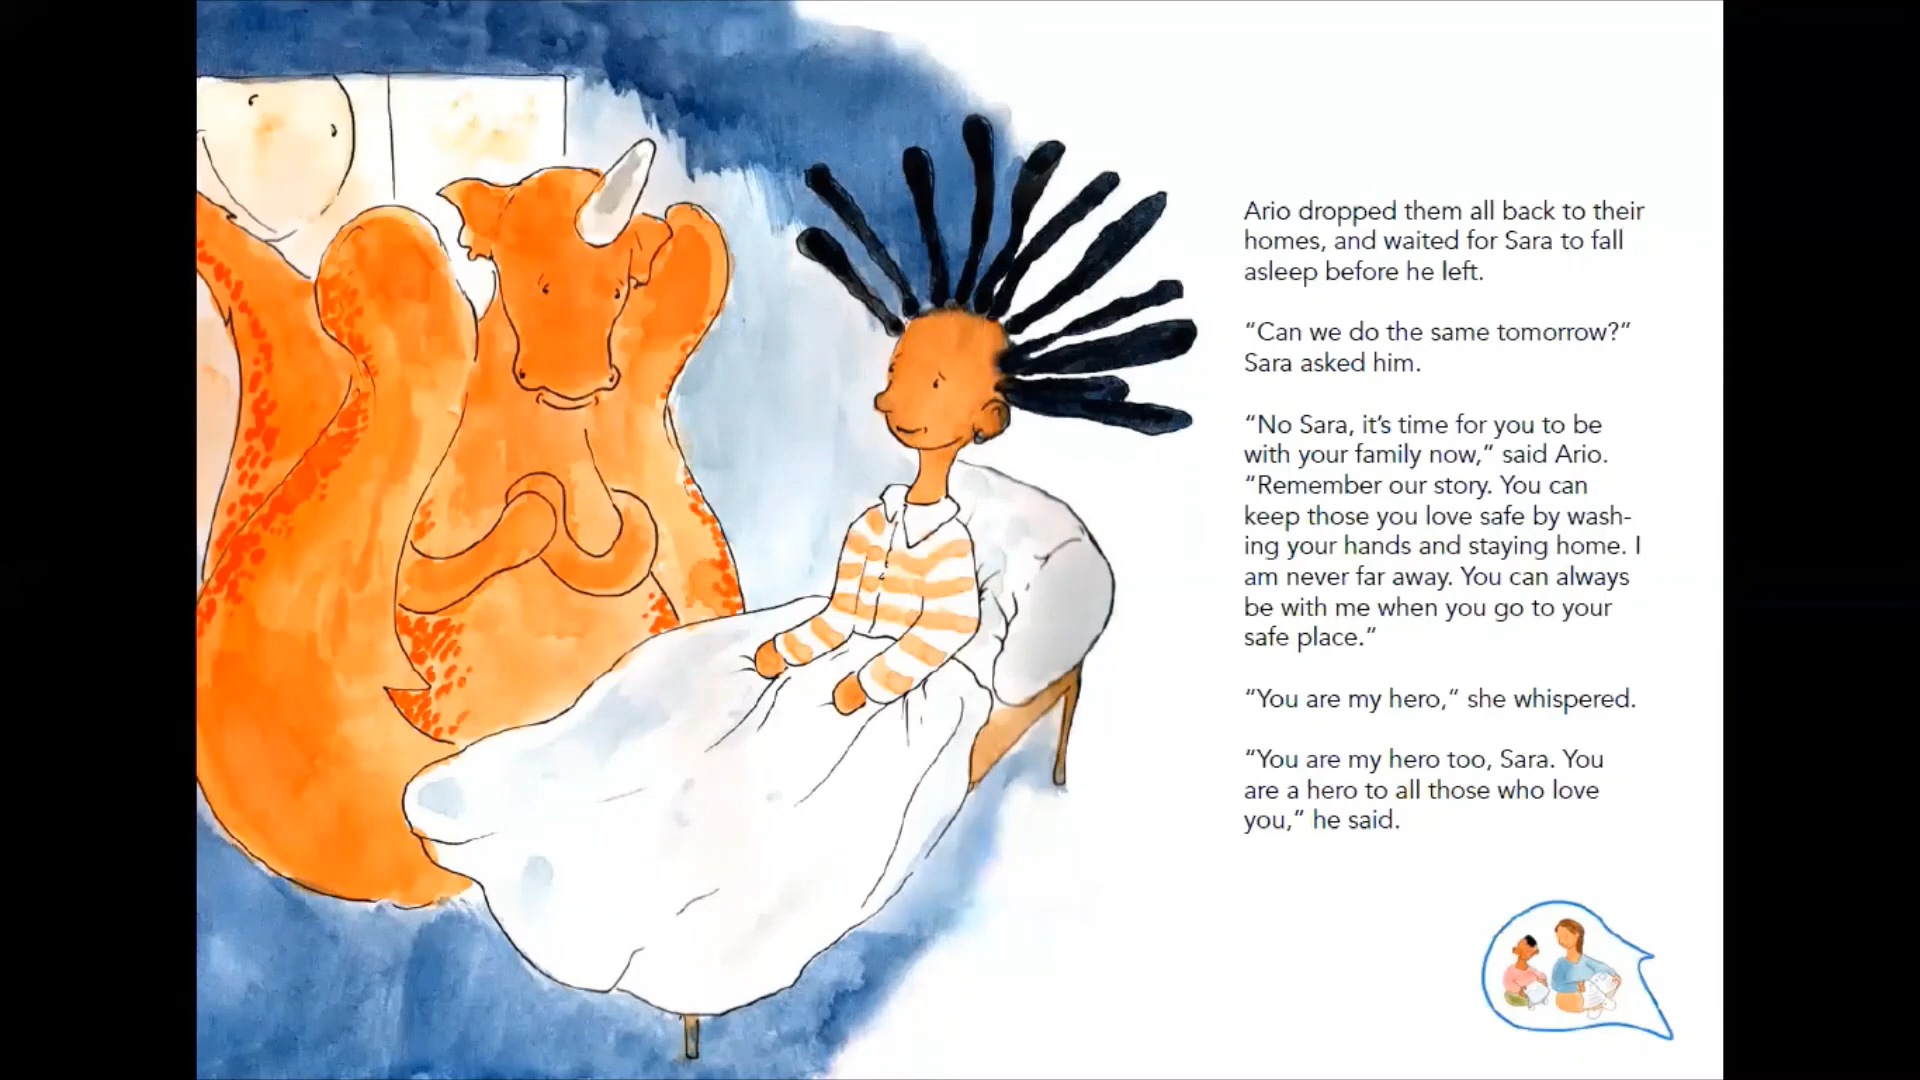 Ario dropped them all back to their
homes, and waited for Sara to fall
asleep before he left.
“Can we do the same tomorrow?”
Sara asked him.
“No Sara, it’s time for you to be
with your family now,” said Ario.
“Remember our story. You can
keep those you love safe by wash-
ing your hands and staying home. I
am never far away. You can always
be with me when you go to your
safe place.”
“You are my hero,” she whispered.
“You are my hero too, Sara. You
are a hero to all those who love
you,” he said.